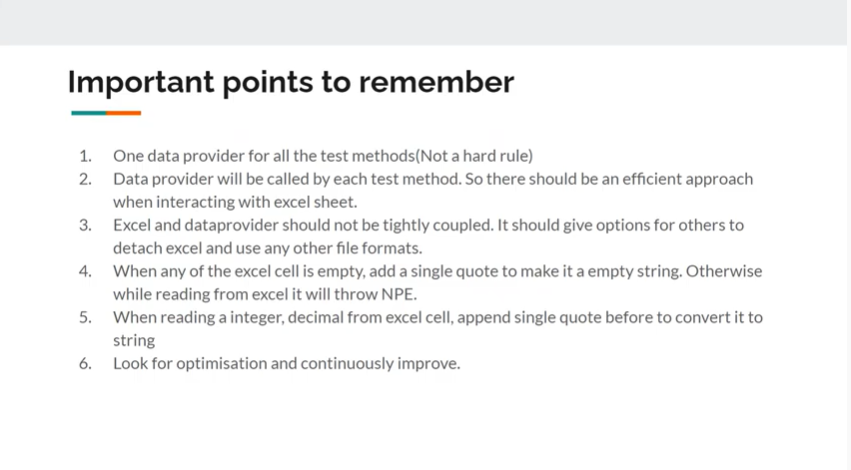 Important points to remember
1. One data provider for all the test methods(Not a hard rule)
2. Data provider will be called by each test method. So there should be an efficient approach
when interacting with excel sheet.
3. Excel and dataprovider should not be tightly coupled. It should give options for others to
detach excel and use any other file formats.
4. When any of the excel cell is empty, add a single quote to make it a empty string. Otherwise
while reading from excel it will throw NPE.
5. When reading a integer, decimal from excel cell, append single quote before to convert it to
string
6. Look for optimisation and continuously improve.